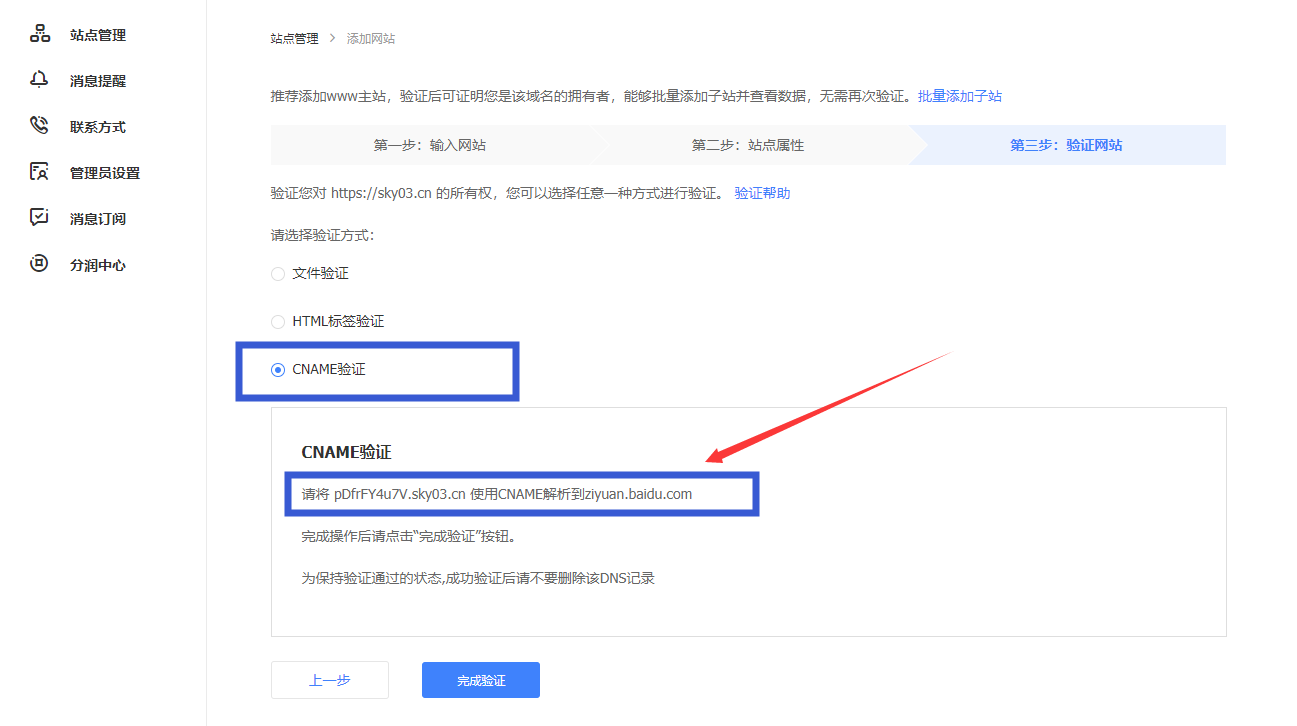 站点管理
消息提醒
联系方式
管理员设置
消息订阅
分润中心
站点管理 > 添加网站
推荐添加www主站，验证后可证明您是该域名的拥有者，能够批量添加子站并查看数据，无需再次验证。批量添加子站
第一步：输入网站 第二步：站点属性 第三步：验证网站
验证您对 https://sky03.cn 的所有权，您可以选择任意一种方式进行验证。 验证帮助
请选择验证方式：
文件验证
HTML标签验证
CNAME验证
CNAME验证
请将 pDfrFY4u7V.sky03.cn 使用CNAME解析到ziyuan.baidu.com
完成操作后请点击“完成验证”按钮。
为保持验证通过的状态,成功验证后请不要删除该DNS记录
上一步 完成验证